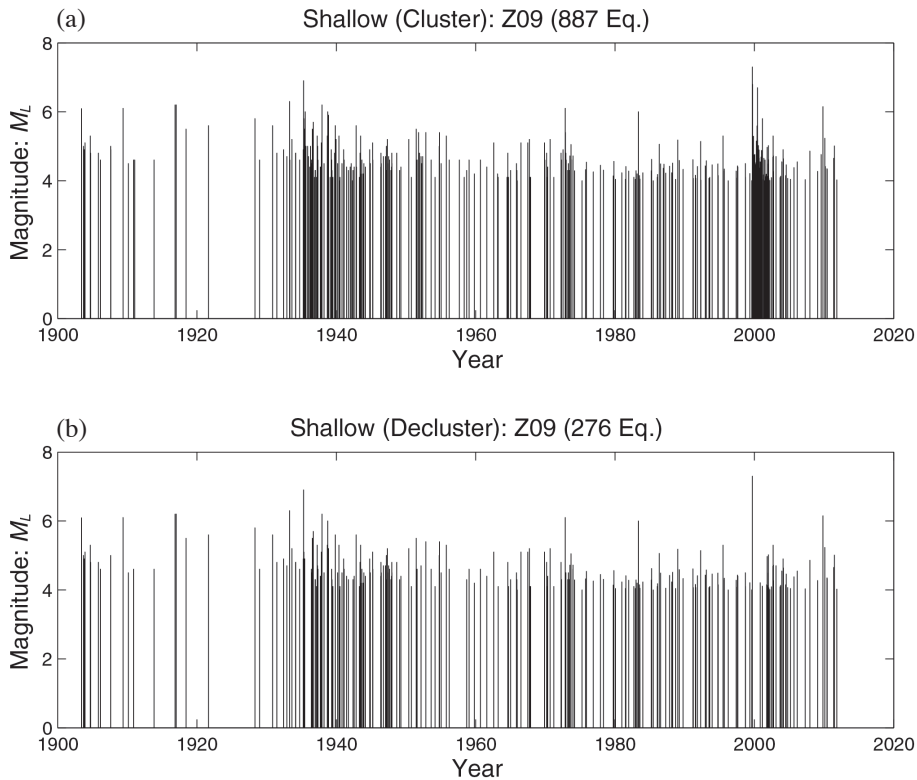 (a)
Shallow (Cluster): Z09 (887 Eq.)
8
6
4
2
0
Magnitude: M_L
1900 1920 1940 1960 1980 2000 2020
Year
(b)
Shallow (Decluster): Z09 (276 Eq.)
8
6
4
2
0
Magnitude: M_L
1900 1920 1940 1960 1980 2000 2020
Year